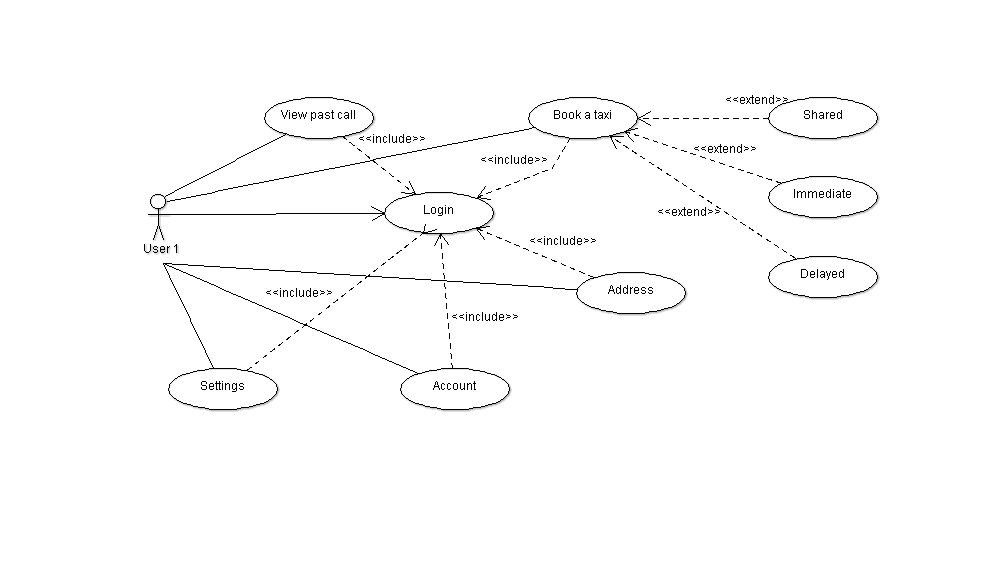 View past call
Book a taxi
<<extend>>
Shared
<<include>>
<<extend>>
<<include>>
Immediate
Login
<<extend>>
User 1
<<include>>
Delayed
Address
<<include>>
<<include>>
Settings
Account